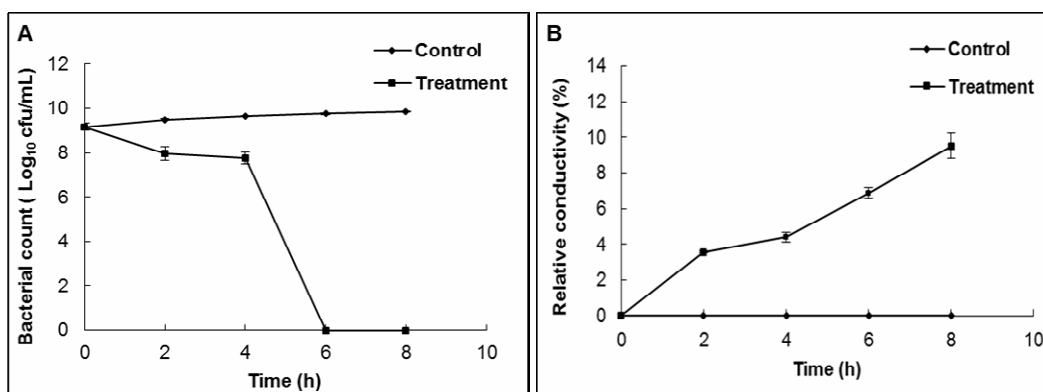 A
Control
Treatment
Bacterial count ( Log₁₀ cfu/mL)
12
10
8
6
4
2
0
0 2 4 6 8 10
Time (h)
B
Control
Treatment
Relative conductivity (%)
14
12
10
8
6
4
2
0
0 2 4 6 8 10
Time (h)